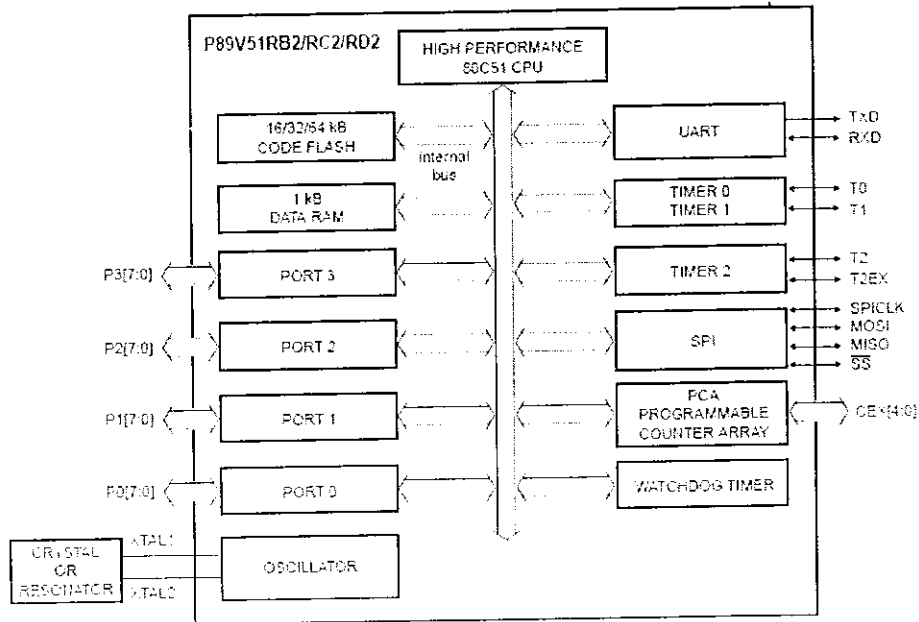 P89V51RB2/RC2/RD2
HIGH PERFORMANCE
80C51 CPU
16/32/64 kB
CODE FLASH
internal
bus
UART
TXD
RXD
1 kB
DATA RAM
TIMER 0
TIMER 1
T0
T1
P3[7:0]
PORT 3
TIMER 2
T2
T2EX
P2[7:0]
PORT 2
SPI
SPICLK
MOSI
MISO
SS
P1[7:0]
PORT 1
PCA
PROGRAMMABLE
COUNTER ARRAY
CEX[4:0]
P0[7:0]
PORT 0
WATCHDOG TIMER
CRYSTAL
OR
RESONATOR
XTAL1
XTAL2
OSCILLATOR